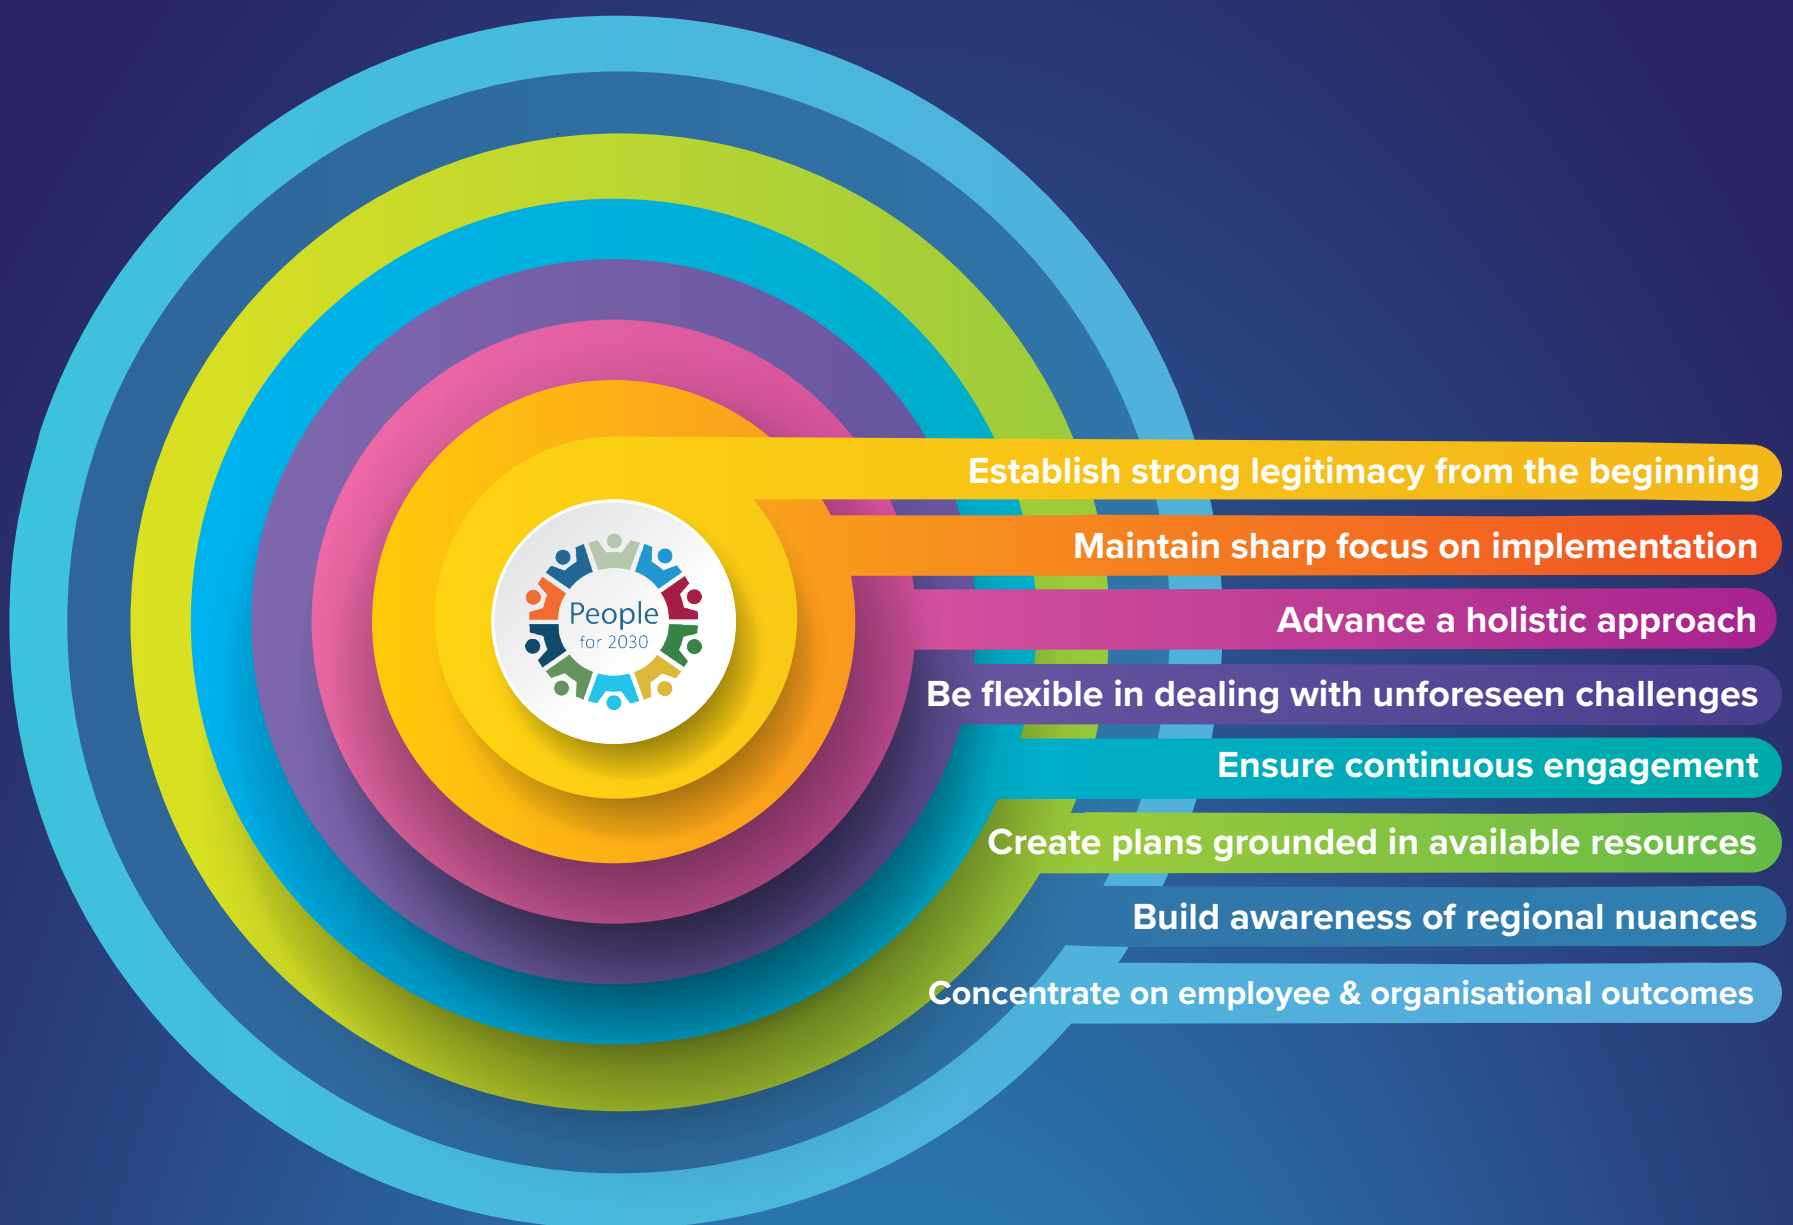 People
for 2030
Establish strong legitimacy from the beginning
Maintain sharp focus on implementation
Advance a holistic approach
Be flexible in dealing with unforeseen challenges
Ensure continuous engagement
Create plans grounded in available resources
Build awareness of regional nuances
Concentrate on employee & organisational outcomes